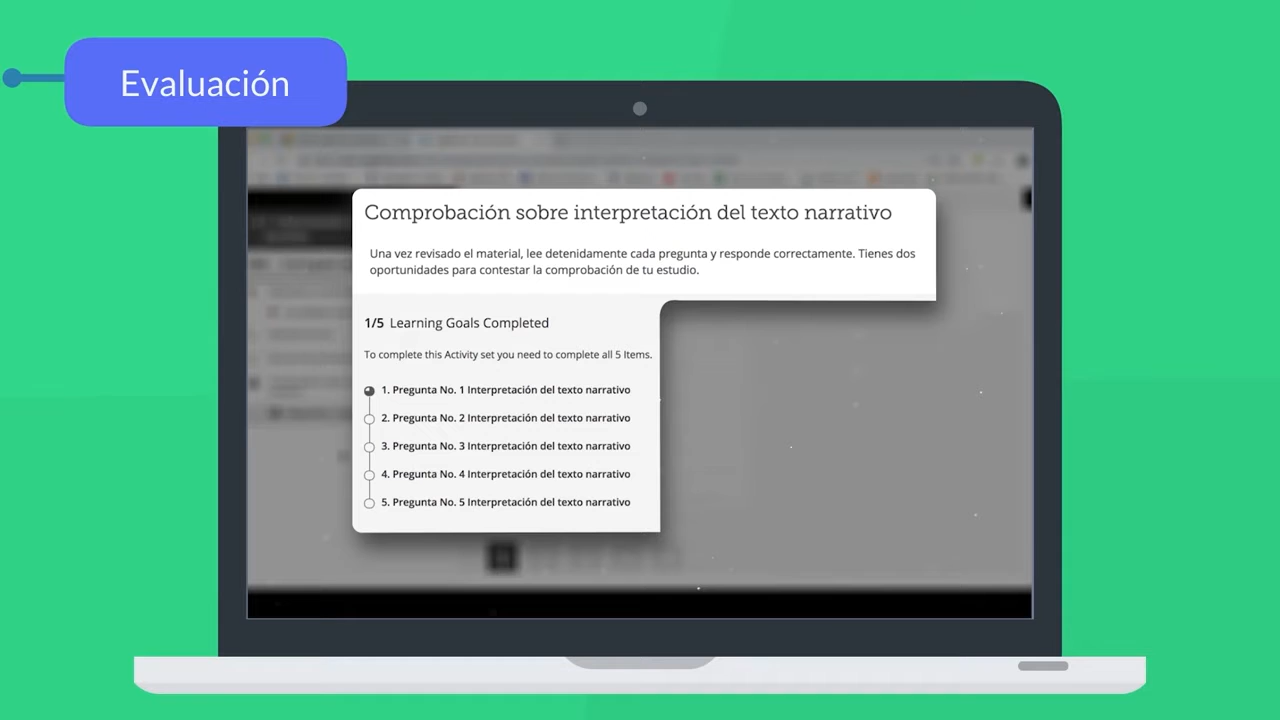 Evaluación
Comprobación sobre interpretación del texto narrativo
Una vez revisado el material, lee detenidamente cada pregunta y responde correctamente. Tienes dos
oportunidades para contestar la comprobación de tu estudio.
1/5 Learning Goals Completed
To complete this Activity set you need to complete all 5 Items.
1. Pregunta No. 1 Interpretación del texto narrativo
2. Pregunta No. 2 Interpretación del texto narrativo
3. Pregunta No. 3 Interpretación del texto narrativo
4. Pregunta No. 4 Interpretación del texto narrativo
5. Pregunta No. 5 Interpretación del texto narrativo